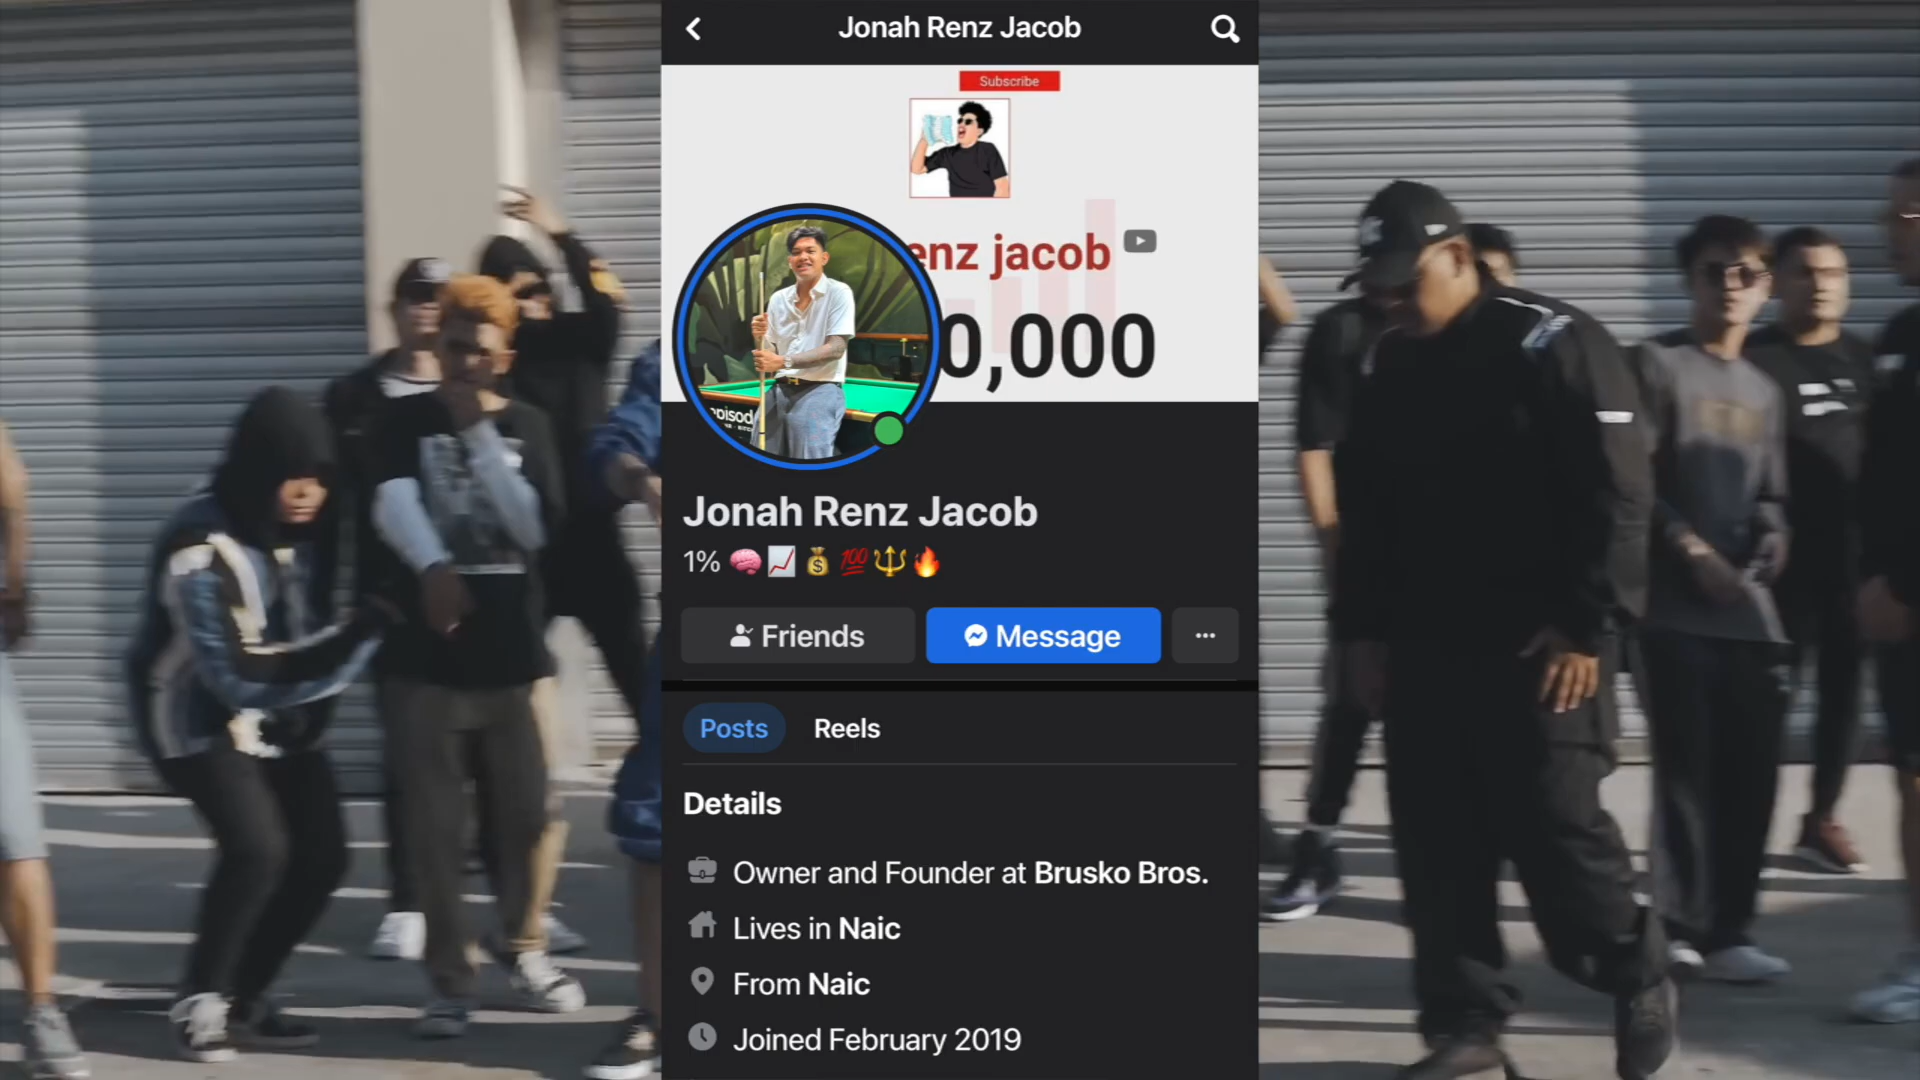 Jonah Renz Jacob
Subscribe
enz jacob
0,000
Jonah Renz Jacob
1% 🧠📈💰💯🔱🔥
Friends
Message
Posts
Reels
Details
Owner and Founder at Brusko Bros.
Lives in Naic
From Naic
Joined February 2019